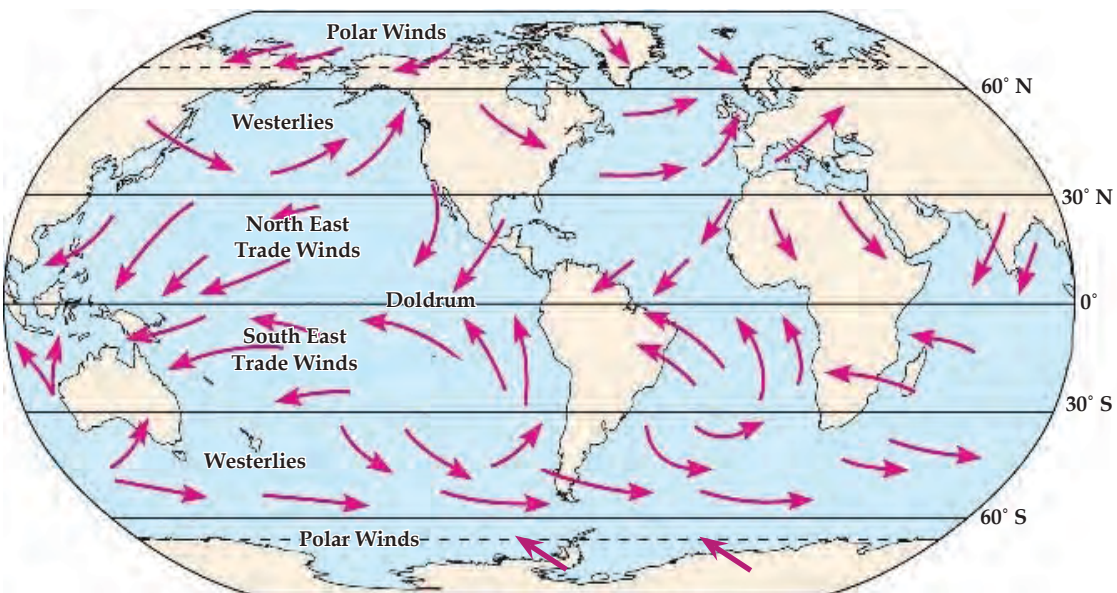 Polar Winds
60° N
Westerlies
30° N
North East
Trade Winds
Doldrum
0°
South East
Trade Winds
30° S
Westerlies
60° S
Polar Winds